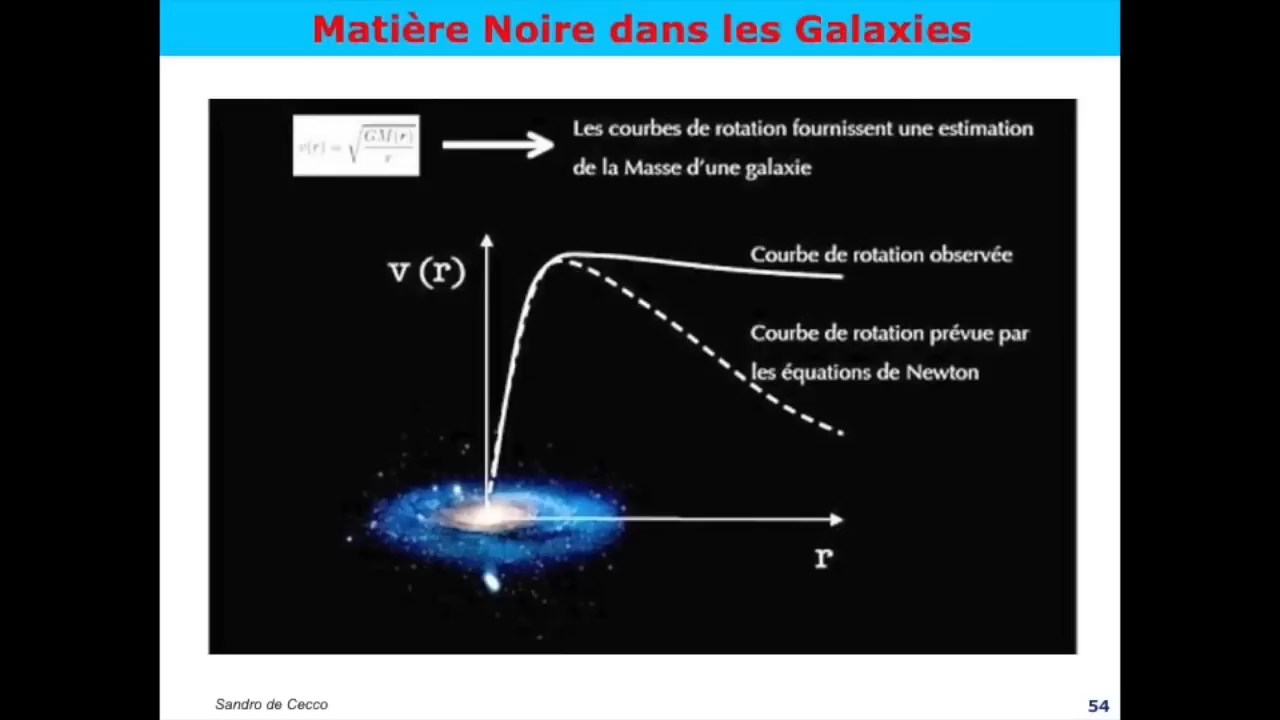 Matière Noire dans les Galaxies
v(r) = √GM(r)/r
Les courbes de rotation fournissent une estimation
de la Masse d'une galaxie
v (r)
Courbe de rotation observée
Courbe de rotation prévue par
les équations de Newton
r
Sandro de Cecco
54